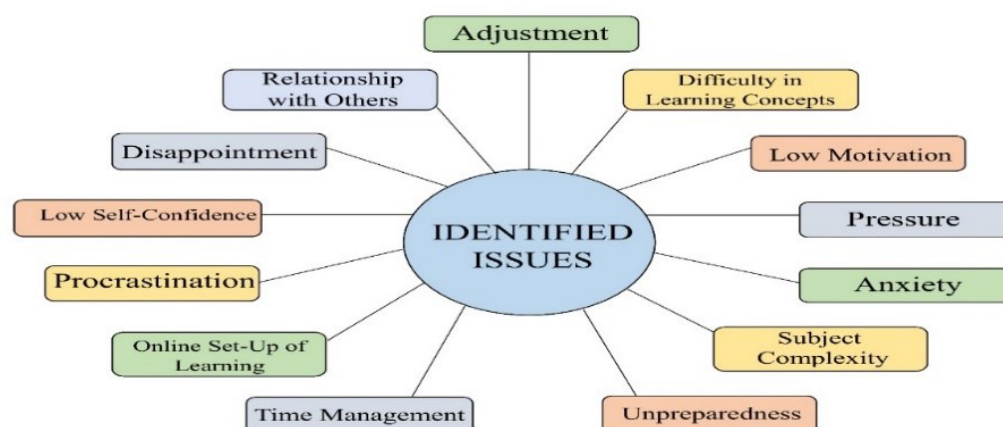 Adjustment
Relationship
with Others
Difficulty in
Learning Concepts
Disappointment
Low Motivation
Low Self-Confidence
Pressure
IDENTIFIED
ISSUES
Procrastination
Anxiety
Online Set-Up of
Learning
Subject
Complexity
Time Management
Unpreparedness